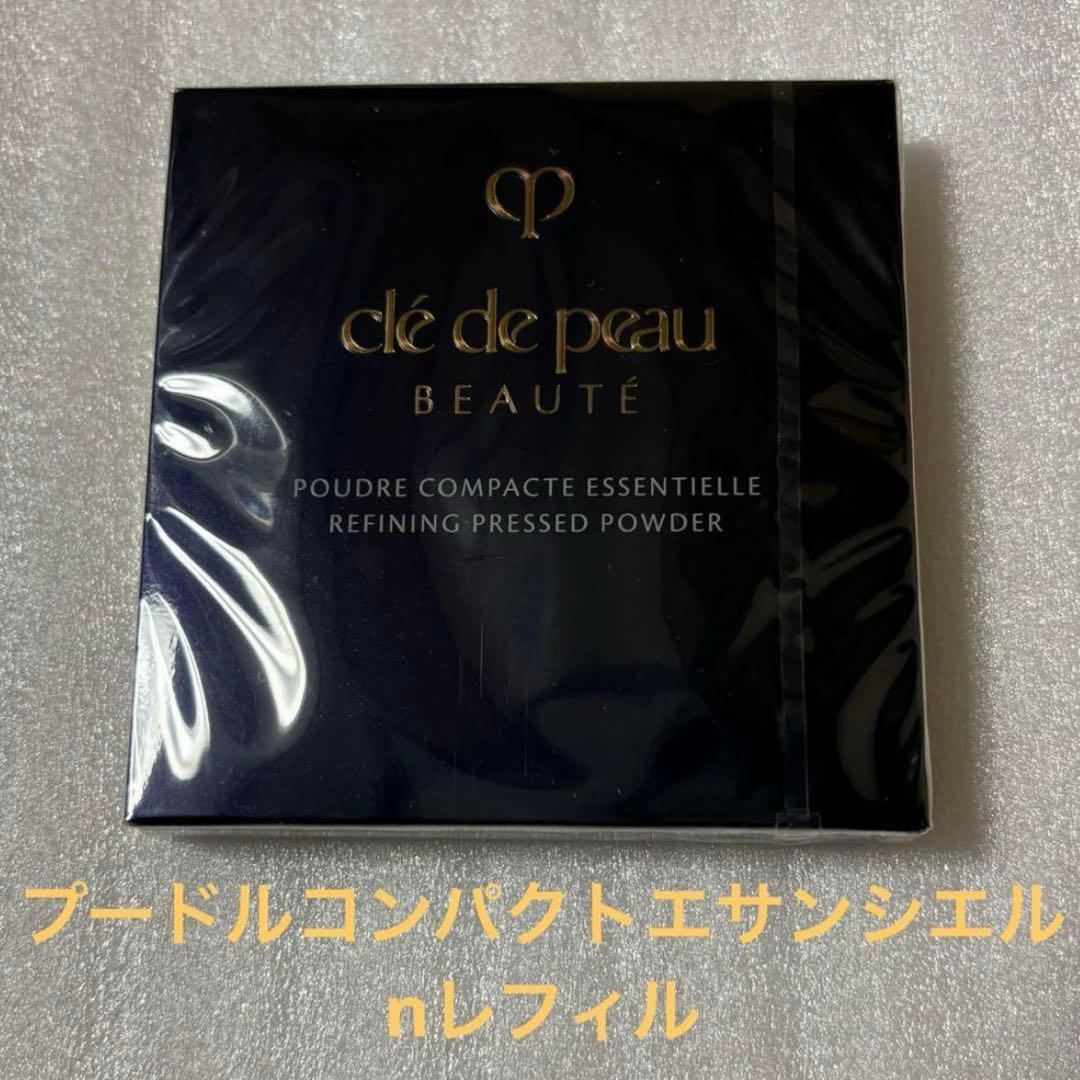 clé de peau
BEAUTÉ
POUDRE COMPACTE ESSENTIELLE
REFINING PRESSED POWDER
プードルコンパクトエサンシエル
nレフィル